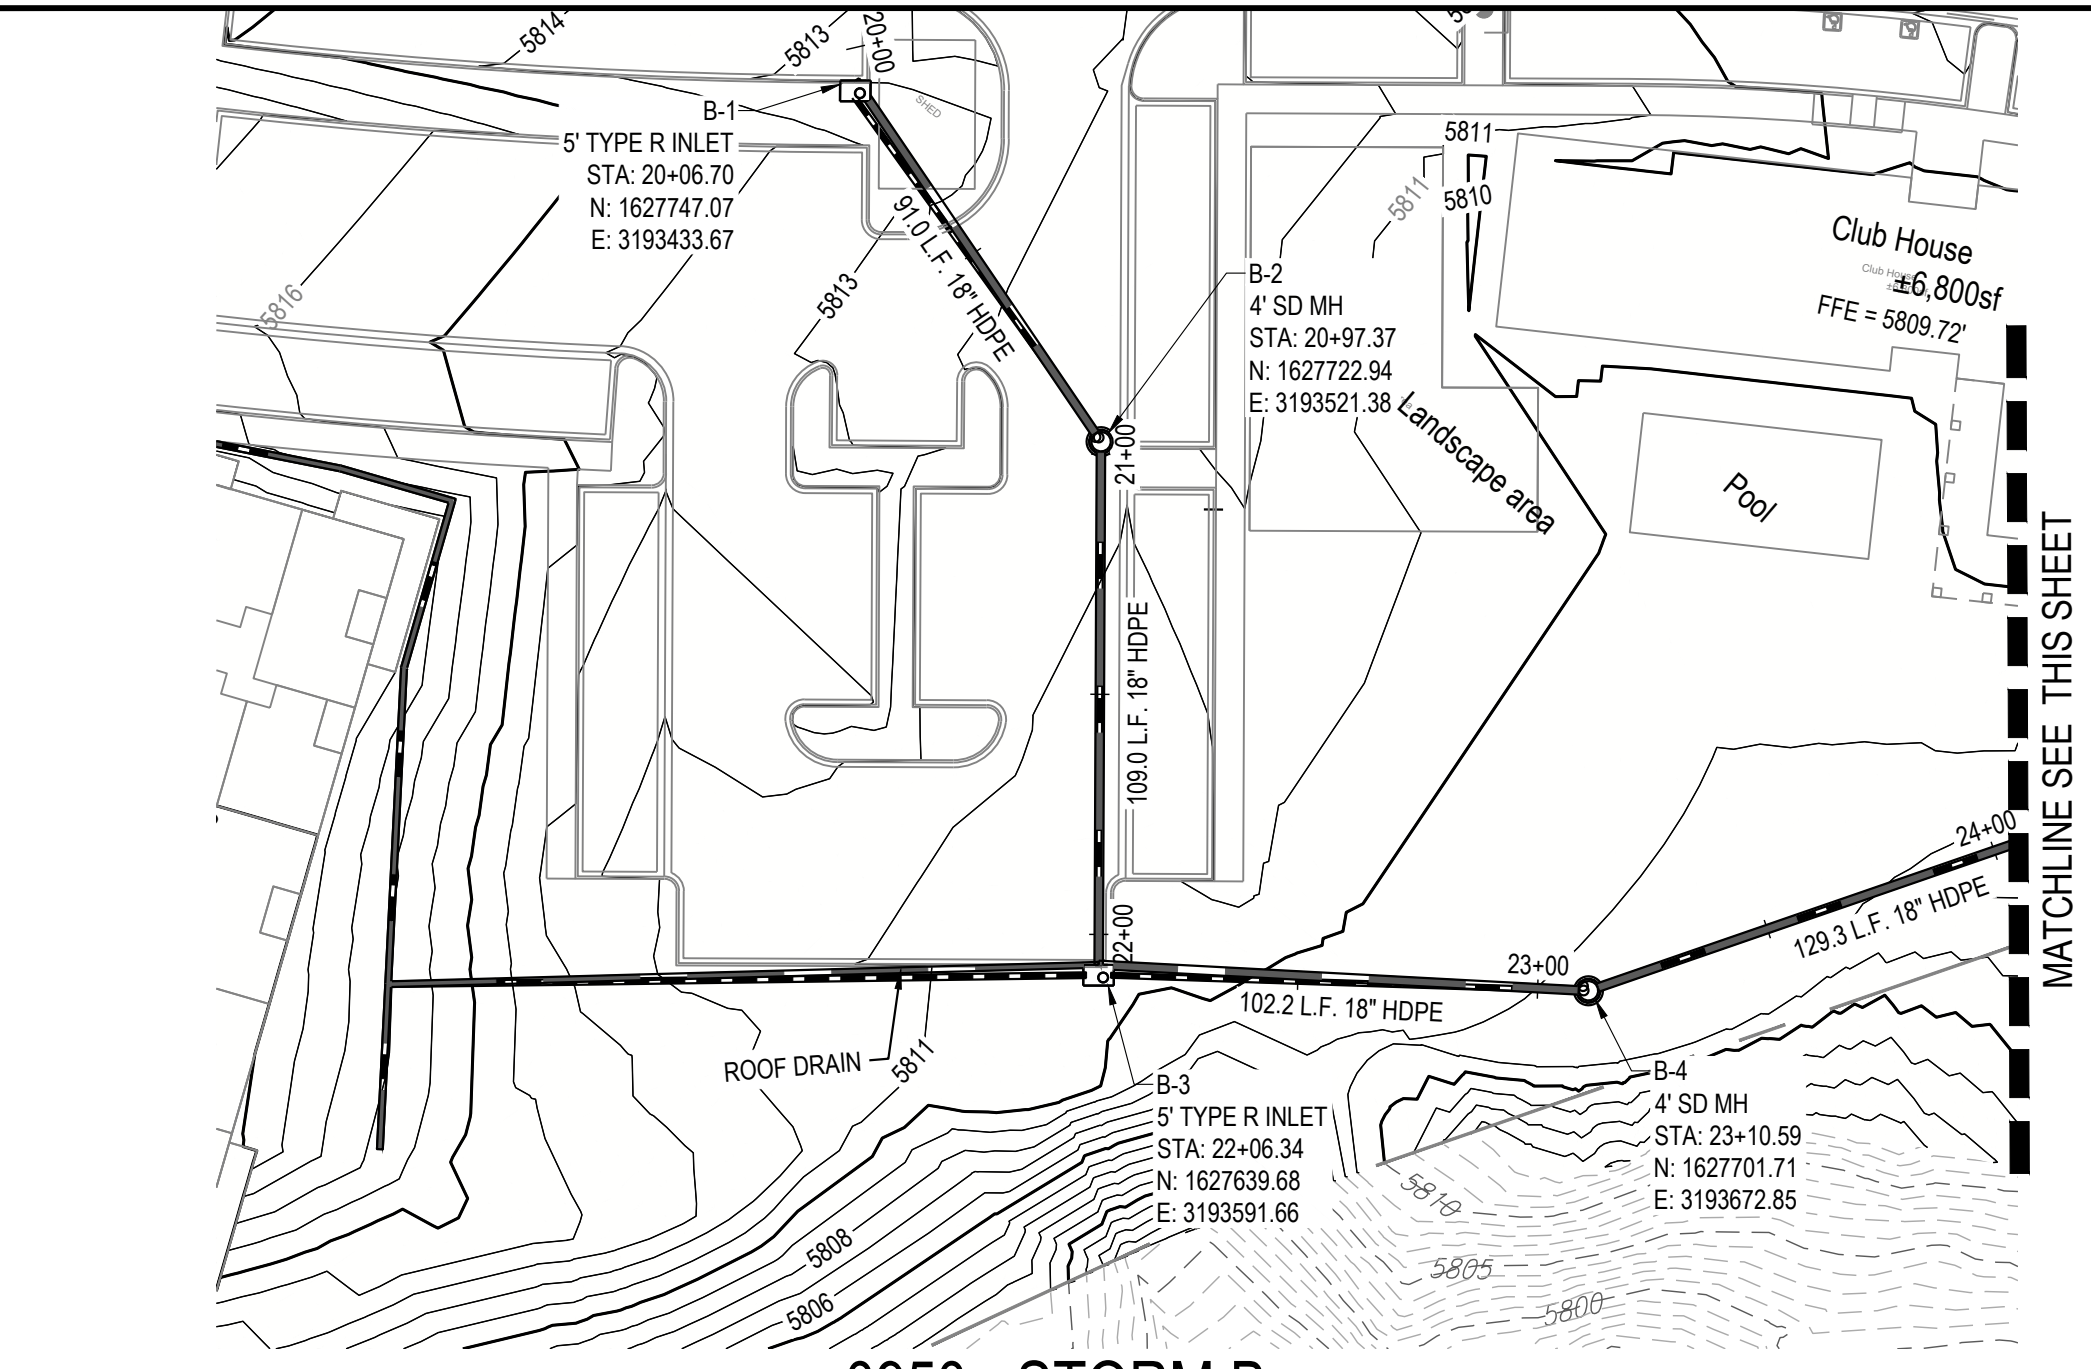 5814
5813
20+00
SHED
B-1
5' TYPE R INLET
STA: 20+06.70
N: 1627747.07
E: 3193433.67
91.0 L.F. 18" HDPE
5811
5810
5811
Club House
±6,800sf
Club House
FFE = 5809.72'
B-2
4' SD MH
STA: 20+97.37
N: 1627722.94
E: 3193521.38
Landscape area
Pool
5816
5813
21+00
109.0 L.F. 18" HDPE
MATCHLINE SEE THIS SHEET
24+00
129.3 L.F. 18" HDPE
22+00
23+00
102.2 L.F. 18" HDPE
ROOF DRAIN
5811
B-3
5' TYPE R INLET
STA: 22+06.34
N: 1627639.68
E: 3193591.66
B-4
4' SD MH
STA: 23+10.59
N: 1627701.71
E: 3193672.85
5810
5808
5805
5806
5800